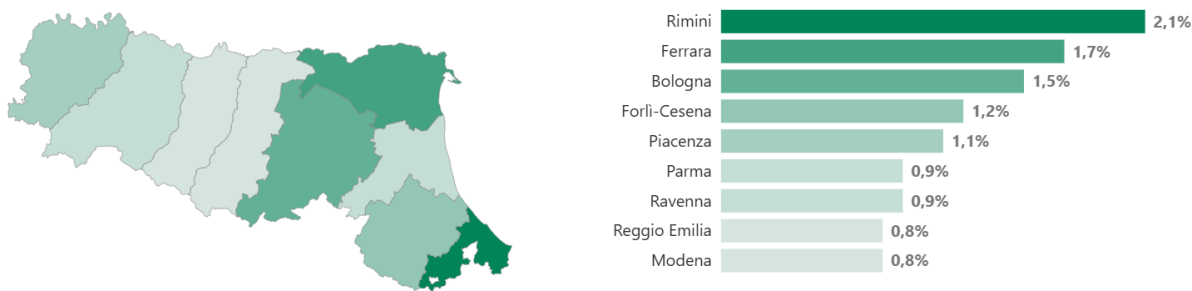 Rimini 2,1%
Ferrara 1,7%
Bologna 1,5%
Forlì-Cesena 1,2%
Piacenza 1,1%
Parma 0,9%
Ravenna 0,9%
Reggio Emilia 0,8%
Modena 0,8%